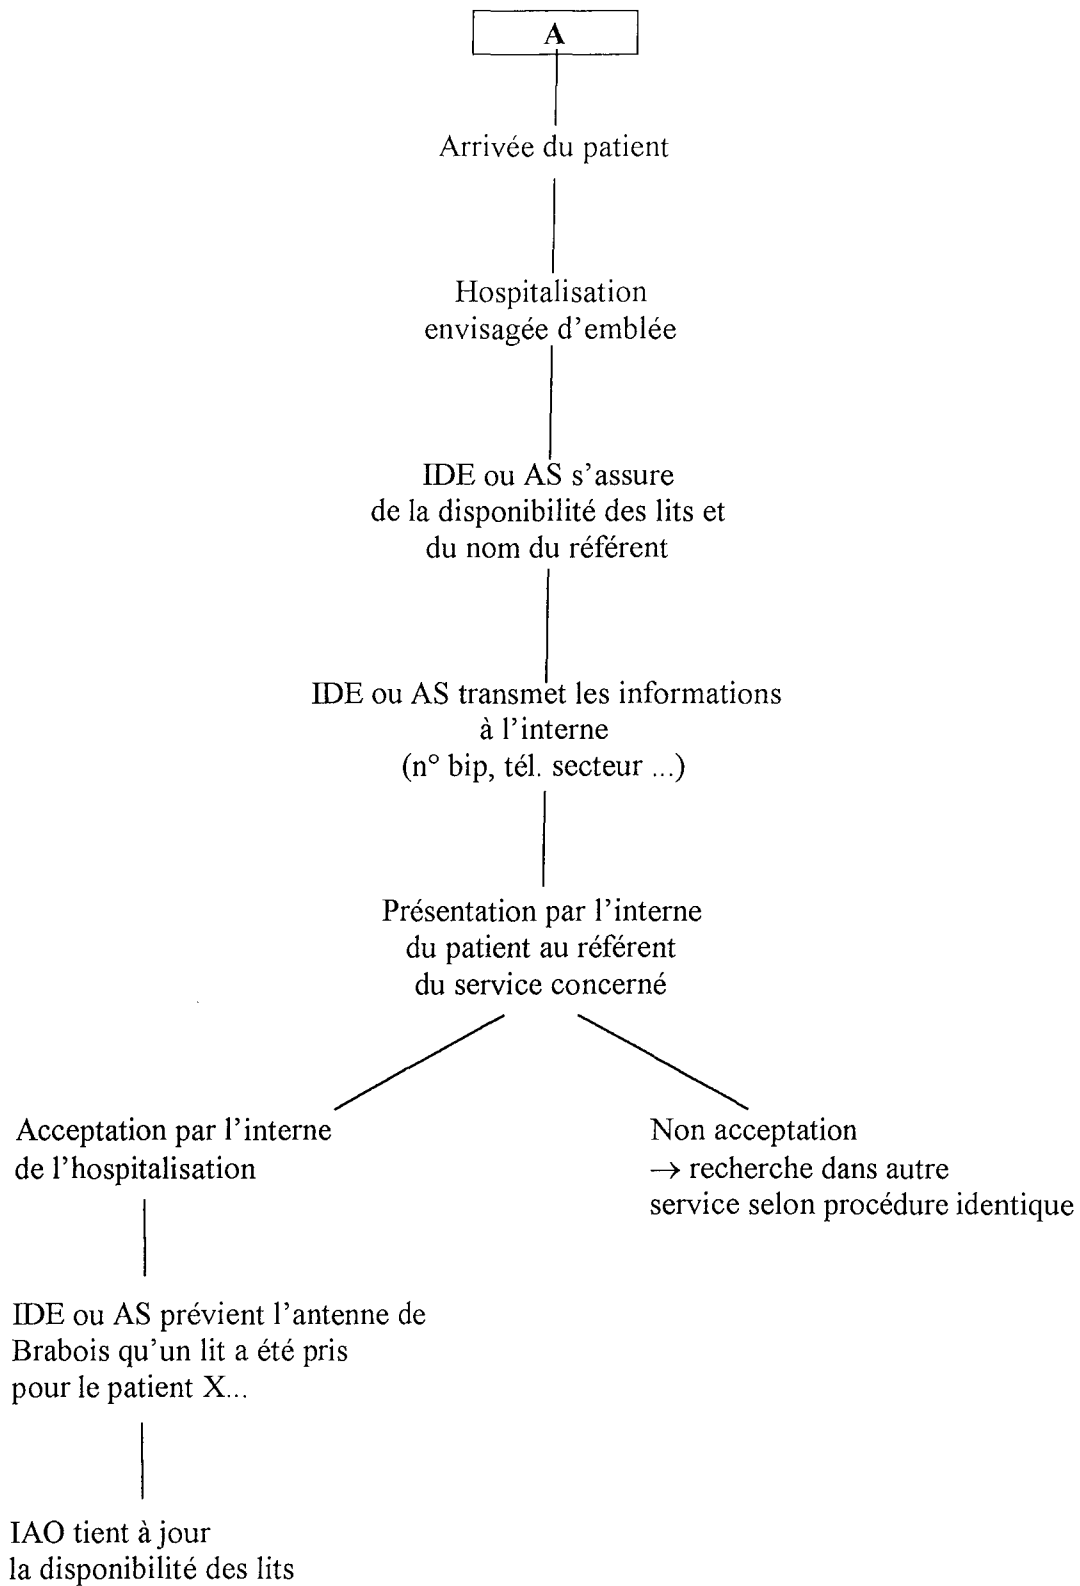 A
Arrivée du patient
Hospitalisation
envisagée d'emblée
IDE ou AS s'assure
de la disponibilité des lits et
du nom du référent
IDE ou AS transmet les informations
à l'interne
(n° bip, tél. secteur ...)
Présentation par l'interne
du patient au référent
du service concerné
Acceptation par l'interne
de l'hospitalisation
Non acceptation
→ recherche dans autre
service selon procédure identique
IDE ou AS prévient l'antenne de
Brabois qu'un lit a été pris
pour le patient X...
IAO tient à jour
la disponibilité des lits